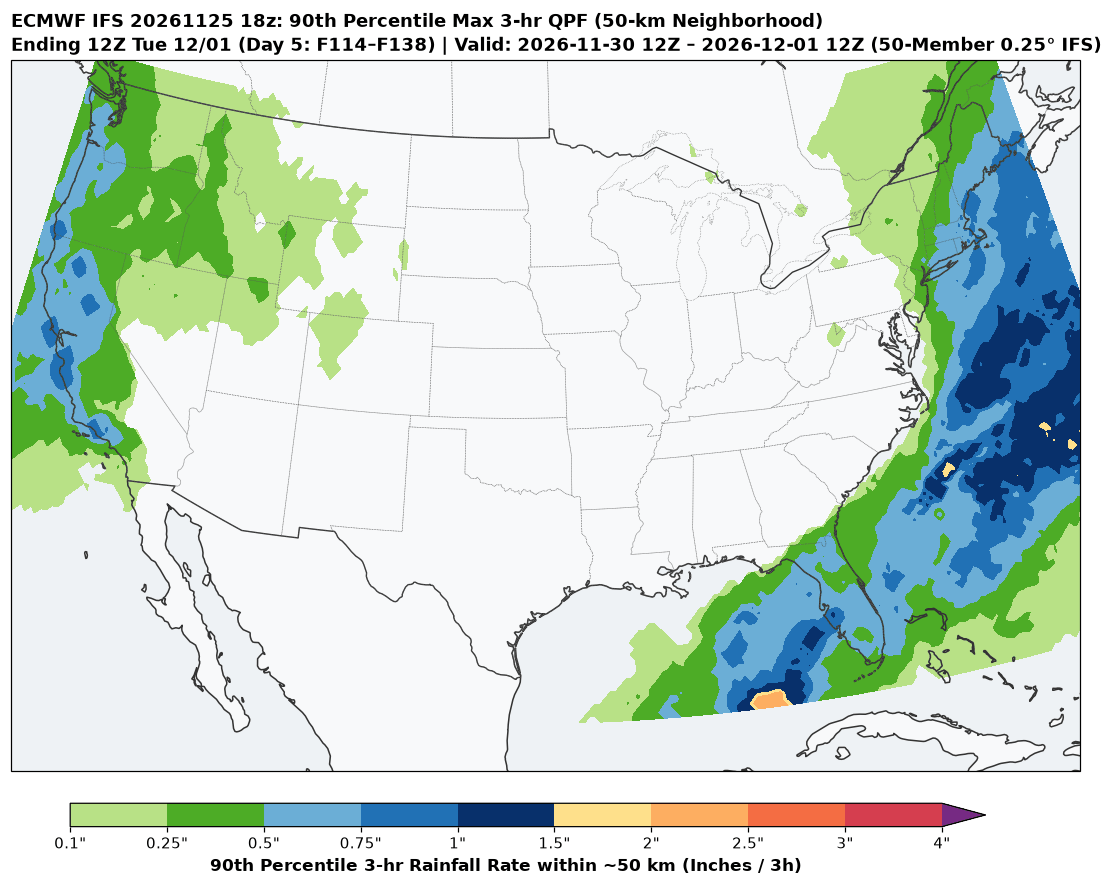 ECMWF IFS 20261125 18z: 90th Percentile Max 3-hr QPF (50-km Neighborhood)
Ending 12Z Tue 12/01 (Day 5: F114–F138) | Valid: 2026-11-30 12Z – 2026-12-01 12Z (50-Member 0.25° IFS)
0.1" 0.25" 0.5" 0.75" 1" 1.5" 2" 2.5" 3" 4"
90th Percentile 3-hr Rainfall Rate within ~50 km (Inches / 3h)